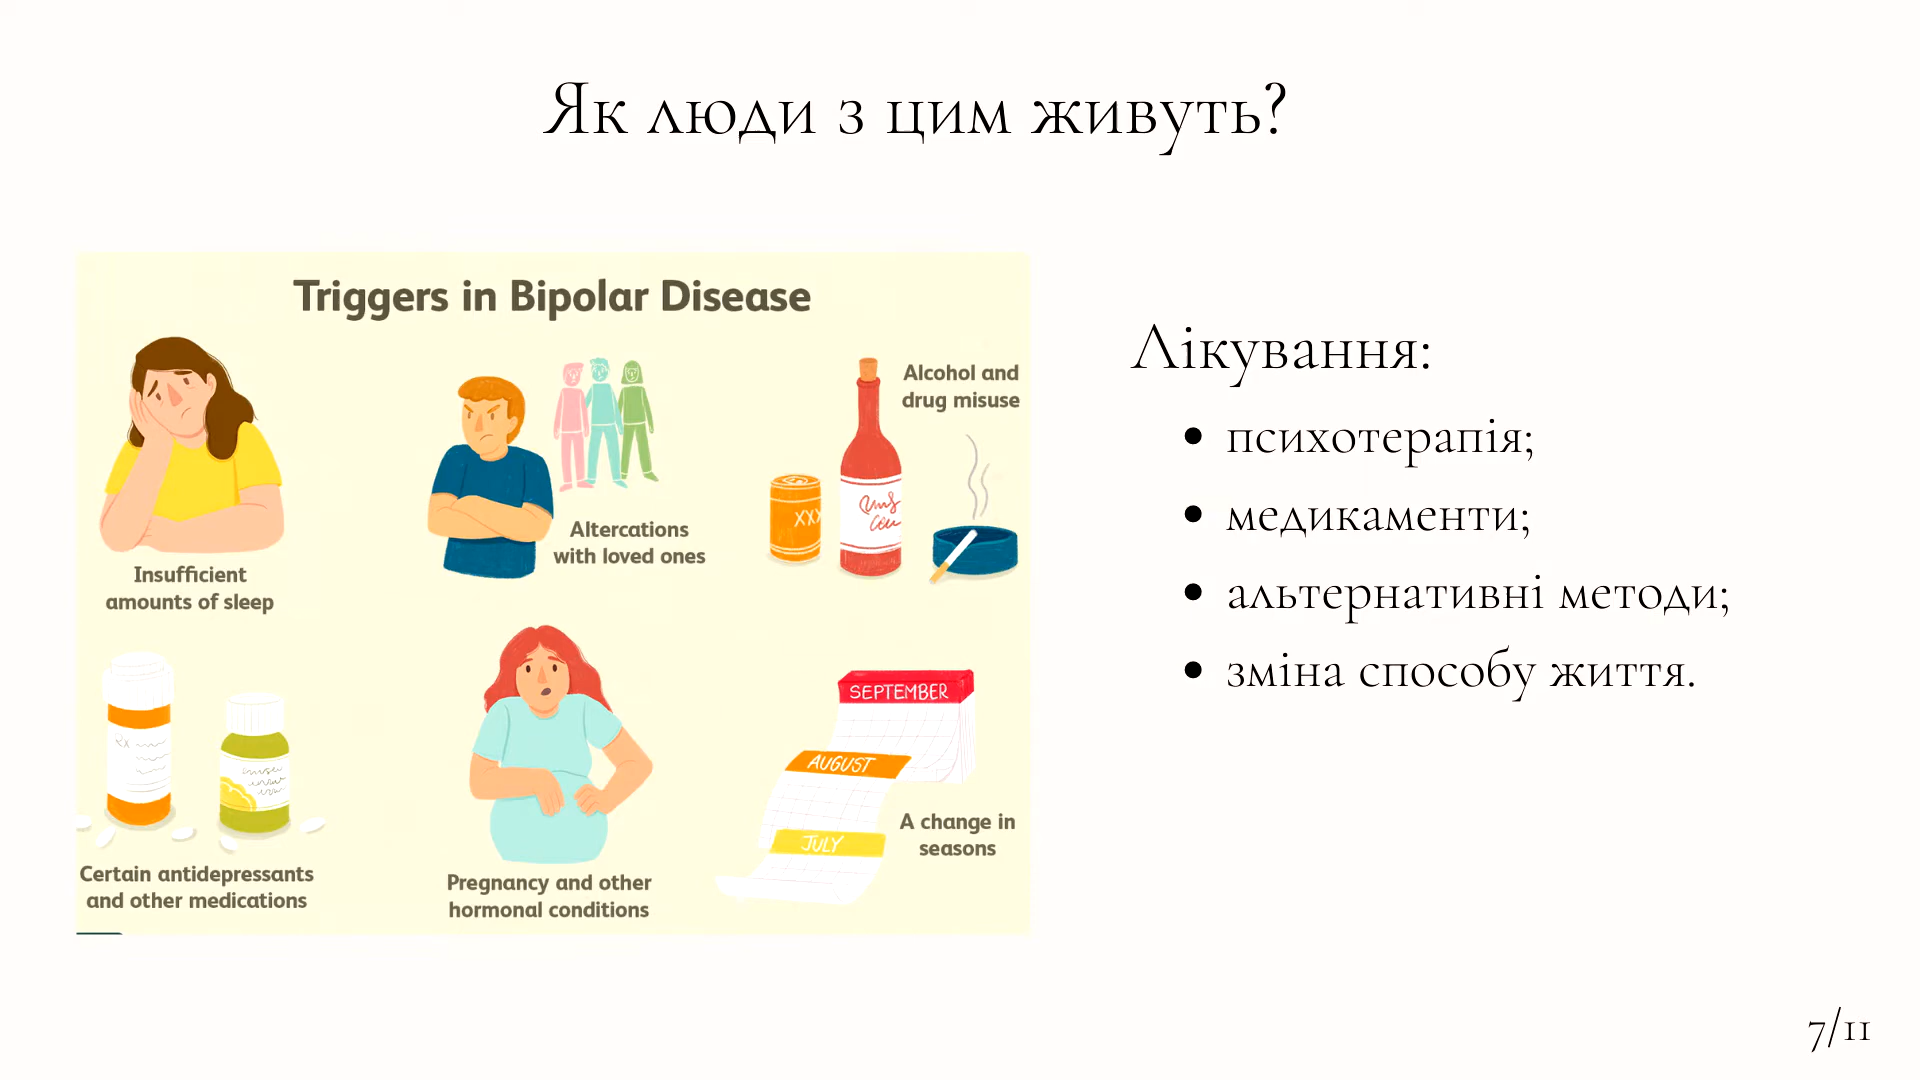 Як люди з цим живуть?
Triggers in Bipolar Disease
Insufficient
amounts of sleep
Altercations
with loved ones
Alcohol and
drug misuse
XXX
Certain antidepressants
and other medications
Pregnancy and other
hormonal conditions
SEPTEMBER
AUGUST
JULY
A change in
seasons
Лікування:
• психотерапія;
• медикаменти;
• альтернативні методи;
• зміна способу життя.
7/11